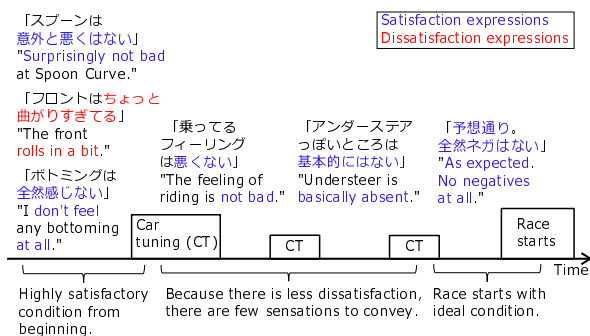 「スプーンは
意外と悪くはない」
"Surprisingly not bad
at Spoon Curve."
「フロントはちょっと
曲がりすぎてる」
"The front
rolls in a bit."
「ボトミングは
全然感じない」
"I don't feel
any bottoming
at all."
「乗ってる
フィーリング
は悪くない」
"The feeling of
riding is not bad."
「アンダーステア
っぽいところは
基本的にはない」
"Understeer is
basically absent."
Satisfaction expressions
Dissatisfaction expressions
「予想通り。
全然ネガはない」
"As expected.
No negatives
at all."
Car
tuning (CT)
CT
CT
Race
starts
Time
Highly satisfactory
condition from
beginning.
Because there is less dissatisfaction,
there are few sensations to convey.
Race starts with
ideal condition.